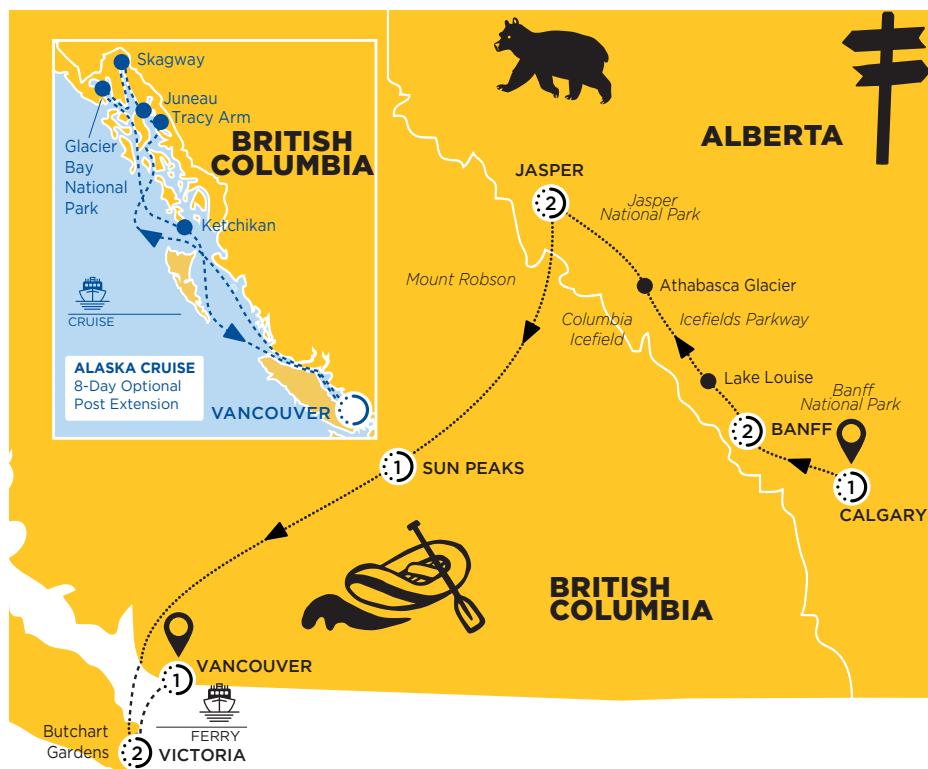 Skagway
Juneau
Tracy Arm
Glacier
Bay
National
Park
BRITISH
COLUMBIA
Ketchikan
CRUISE
ALASKA CRUISE
8-Day Optional
Post Extension
VANCOUVER
ALBERTA
JASPER
2
Jasper
National Park
Mount Robson
Athabasca Glacier
Columbia
Icefield
Icefields Parkway
Lake Louise
Banff
National Park
2
BANFF
1
CALGARY
1
SUN PEAKS
BRITISH
COLUMBIA
VANCOUVER
1
FERRY
Butchart
Gardens
2
VICTORIA